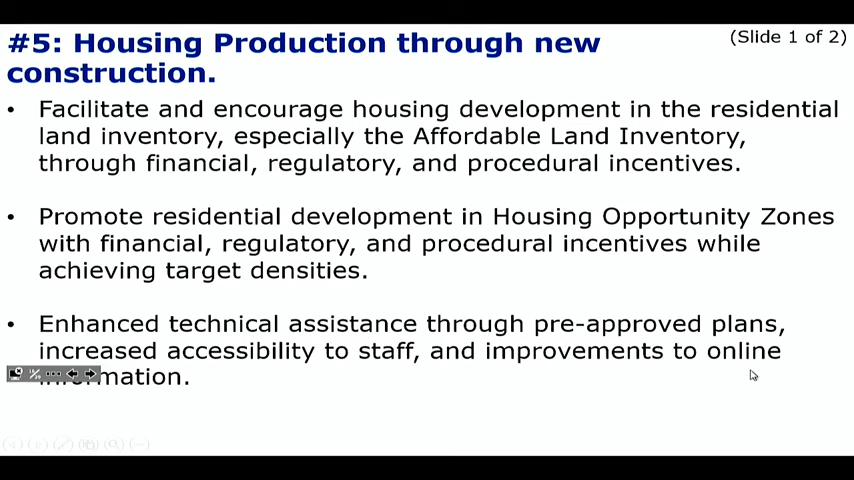 #5: Housing Production through new
(Slide 1 of 2)
construction.
• Facilitate and encourage housing development in the residential
land inventory, especially the Affordable Land Inventory,
through financial, regulatory, and procedural incentives.
• Promote residential development in Housing Opportunity Zones
with financial, regulatory, and procedural incentives while
achieving target densities.
• Enhanced technical assistance through pre-approved plans,
increased accessibility to staff, and improvements to online
information.